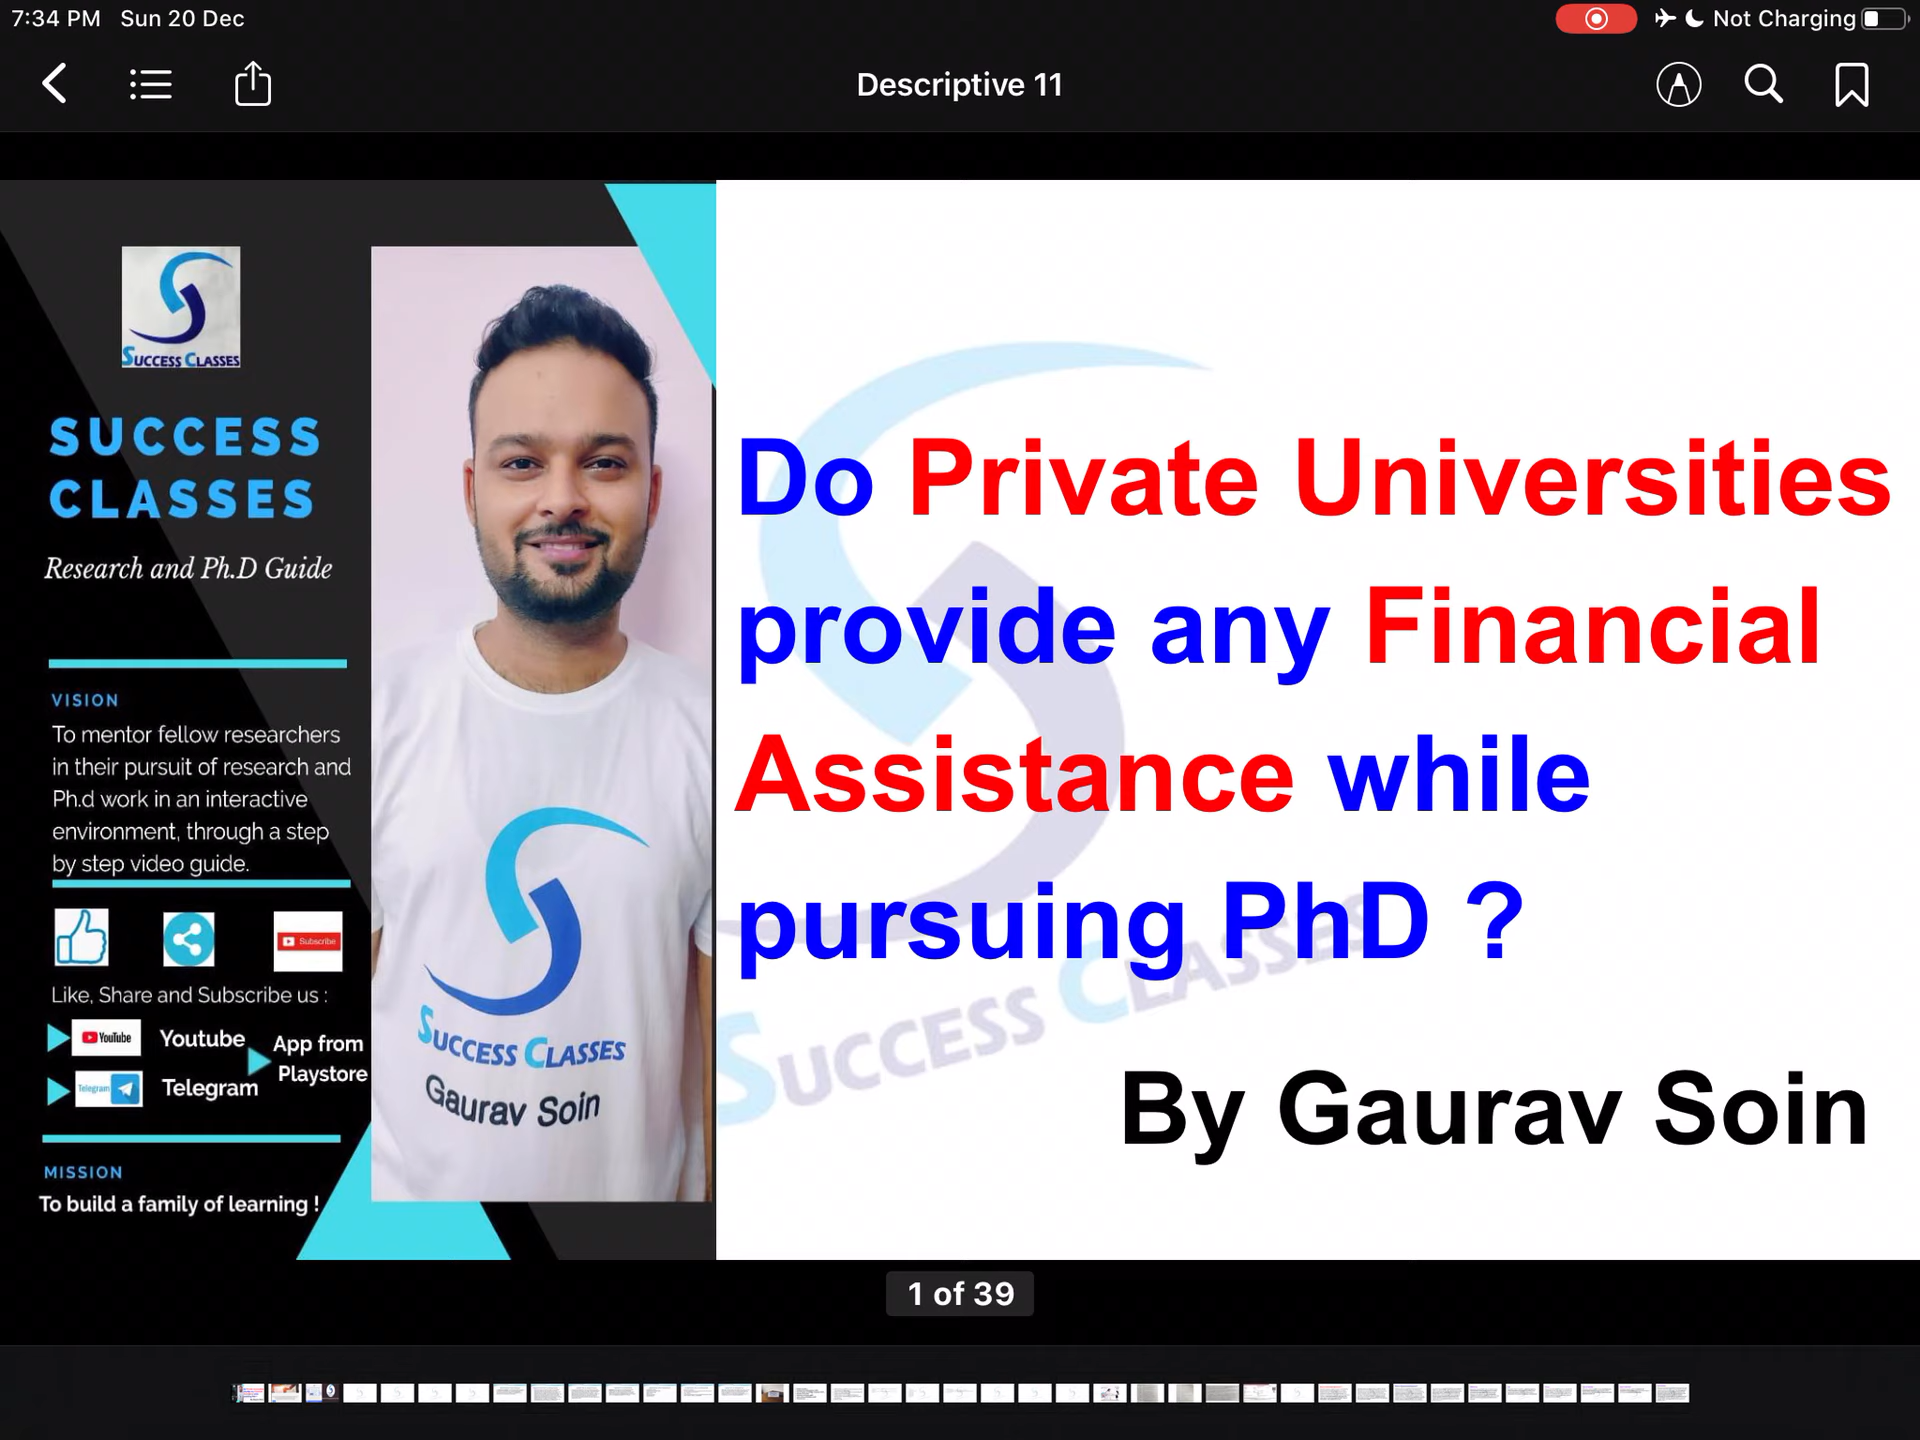 7:34 PM Sun 20 Dec
Not Charging
Descriptive 11
SUCCESS CLASSES
SUCCESS
CLASSES
Research and Ph.D Guide
VISION
To mentor fellow researchers
in their pursuit of research and
Ph.d work in an interactive
environment, through a step
by step video guide.
Subscribe
Like, Share and Subscribe us :
YouTube
Youtube
App from
Playstore
Telegram
Telegram
MISSION
To build a family of learning !
SUCCESS CLASSES
Gaurav Soin
Do Private Universities
provide any Financial
Assistance while
pursuing PhD ?
SUCCESS CLASSES
By Gaurav Soin
1 of 39